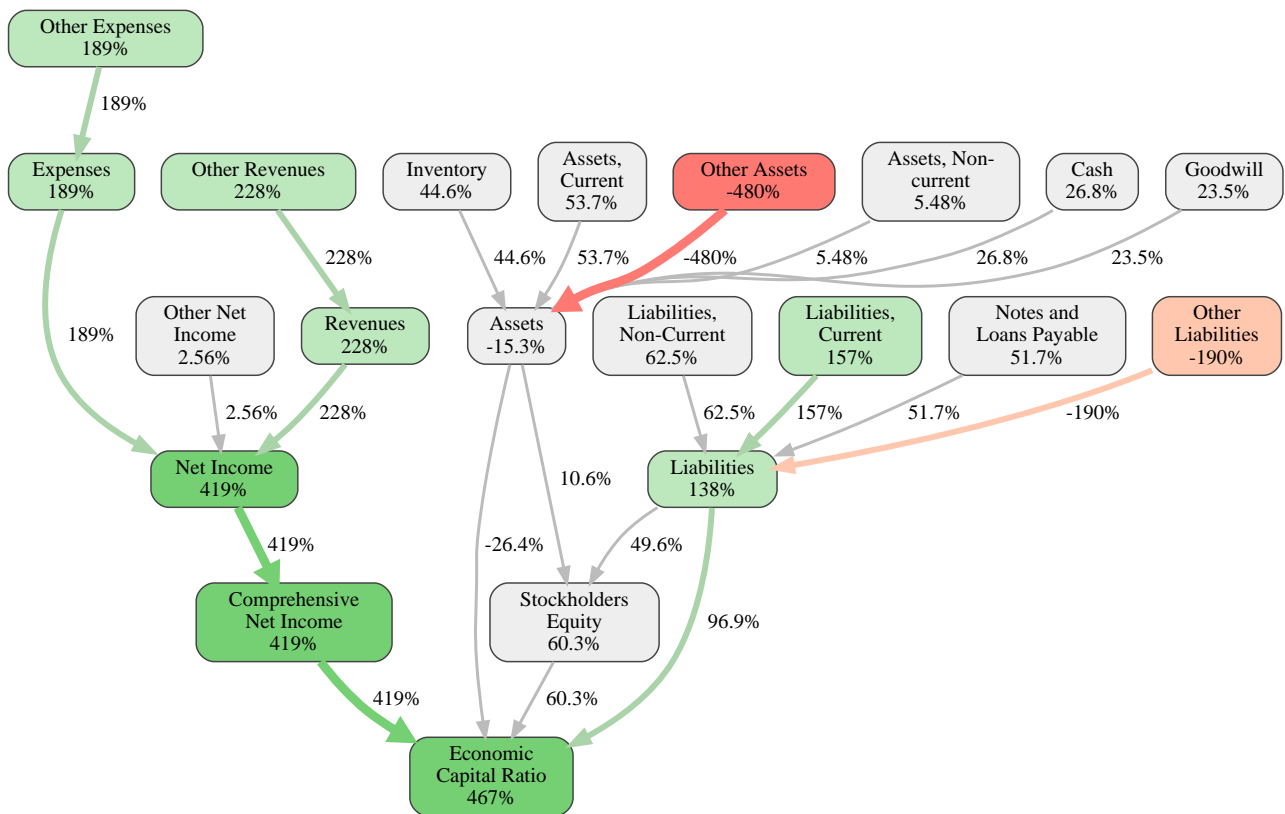 Other Expenses
189%
189%
Expenses
189%
Other Revenues
228%
Inventory
44.6%
Assets,
Current
53.7%
Other Assets
-480%
Assets, Non-
current
5.48%
Cash
26.8%
Goodwill
23.5%
228%
44.6%
53.7%
-480%
5.48%
26.8%
23.5%
189%
Other Net
Income
2.56%
Revenues
228%
Assets
-15.3%
Liabilities,
Non-Current
62.5%
Liabilities,
Current
157%
Notes and
Loans Payable
51.7%
Other
Liabilities
-190%
2.56%
228%
62.5%
157%
51.7%
-190%
Net Income
419%
10.6%
Liabilities
138%
419%
-26.4%
49.6%
Comprehensive
Net Income
419%
Stockholders
Equity
60.3%
96.9%
419%
60.3%
Economic
Capital Ratio
467%